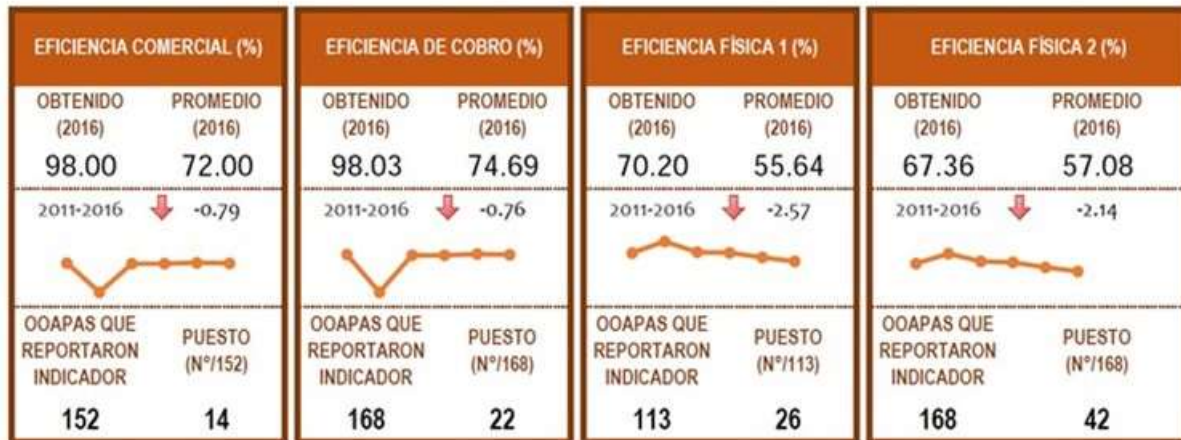 EFICIENCIA COMERCIAL (%)
OBTENIDO PROMEDIO
(2016) (2016)
98.00 72.00
2011-2016 -0.79
OOAPAS QUE
REPORTARON
INDICADOR
PUESTO
(N°/152)
152 14
EFICIENCIA DE COBRO (%)
OBTENIDO PROMEDIO
(2016) (2016)
98.03 74.69
2011-2016 -0.76
OOAPAS QUE
REPORTARON
INDICADOR
PUESTO
(N°/168)
168 22
EFICIENCIA FÍSICA 1 (%)
OBTENIDO PROMEDIO
(2016) (2016)
70.20 55.64
2011-2016 -2.57
OOAPAS QUE
REPORTARON
INDICADOR
PUESTO
(N°/113)
113 26
EFICIENCIA FÍSICA 2 (%)
OBTENIDO PROMEDIO
(2016) (2016)
67.36 57.08
2011-2016 -2.14
OOAPAS QUE
REPORTARON
INDICADOR
PUESTO
(N°/168)
168 42